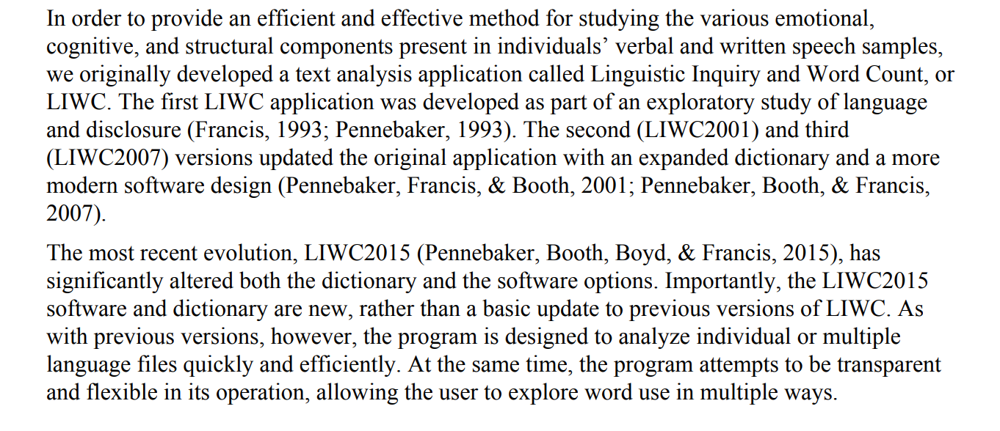 In order to provide an efficient and effective method for studying the various emotional,
cognitive, and structural components present in individuals’ verbal and written speech samples,
we originally developed a text analysis application called Linguistic Inquiry and Word Count, or
LIWC. The first LIWC application was developed as part of an exploratory study of language
and disclosure (Francis, 1993; Pennebaker, 1993). The second (LIWC2001) and third
(LIWC2007) versions updated the original application with an expanded dictionary and a more
modern software design (Pennebaker, Francis, & Booth, 2001; Pennebaker, Booth, & Francis,
2007).
The most recent evolution, LIWC2015 (Pennebaker, Booth, Boyd, & Francis, 2015), has
significantly altered both the dictionary and the software options. Importantly, the LIWC2015
software and dictionary are new, rather than a basic update to previous versions of LIWC. As
with previous versions, however, the program is designed to analyze individual or multiple
language files quickly and efficiently. At the same time, the program attempts to be transparent
and flexible in its operation, allowing the user to explore word use in multiple ways.